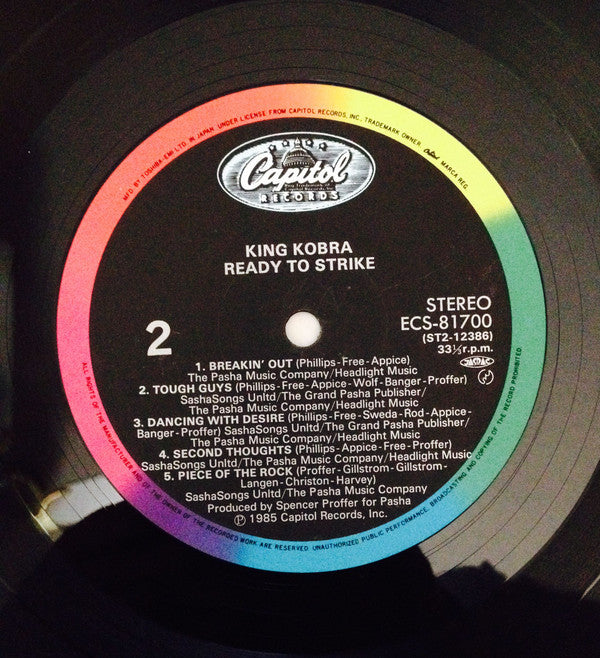 MFD BY TOSHIBA-EMI LTD. IN JAPAN UNDER LICENSE FROM CAPITOL RECORDS, INC., TRADEMARK OWNER Capitol MARCA REG.
Capitol
RECORDS
KING KOBRA
READY TO STRIKE
2
STEREO
ECS-81700
(ST2-12386)
33⅓r.p.m.
1. BREAKIN' OUT (Phillips-Free-Appice)
The Pasha Music Company/Headlight Music
2. TOUGH GUYS (Phillips-Free-Appice-Wolf-Banger-Proffer)
SashaSongs Unltd/The Grand Pasha Publisher/
The Pasha Music Company/Headlight Music
3. DANCING WITH DESIRE (Phillips-Free-Sweda-Rod-Appice-
Banger-Proffer) SashaSongs Unltd/The Grand Pasha Publisher/
The Pasha Music Company/Headlight Music
4. SECOND THOUGHTS (Phillips-Appice-Free-Proffer)
SashaSongs Unltd/The Pasha Music Company/Headlight Music
5. PIECE OF THE ROCK (Proffer-Gillstrom-Gillstrom-
Langen-Christon-Harvey)
SashaSongs Unltd/The Pasha Music Company
Produced by Spencer Proffer for Pasha
Ⓟ 1985 Capitol Records, Inc.
ALL RIGHTS OF THE MANUFACTURER AND OF THE OWNER OF THE RECORDED WORK ARE RESERVED. UNAUTHORIZED PUBLIC PERFORMANCE, BROADCASTING AND COPYING OF THE RECORD PROHIBITED.